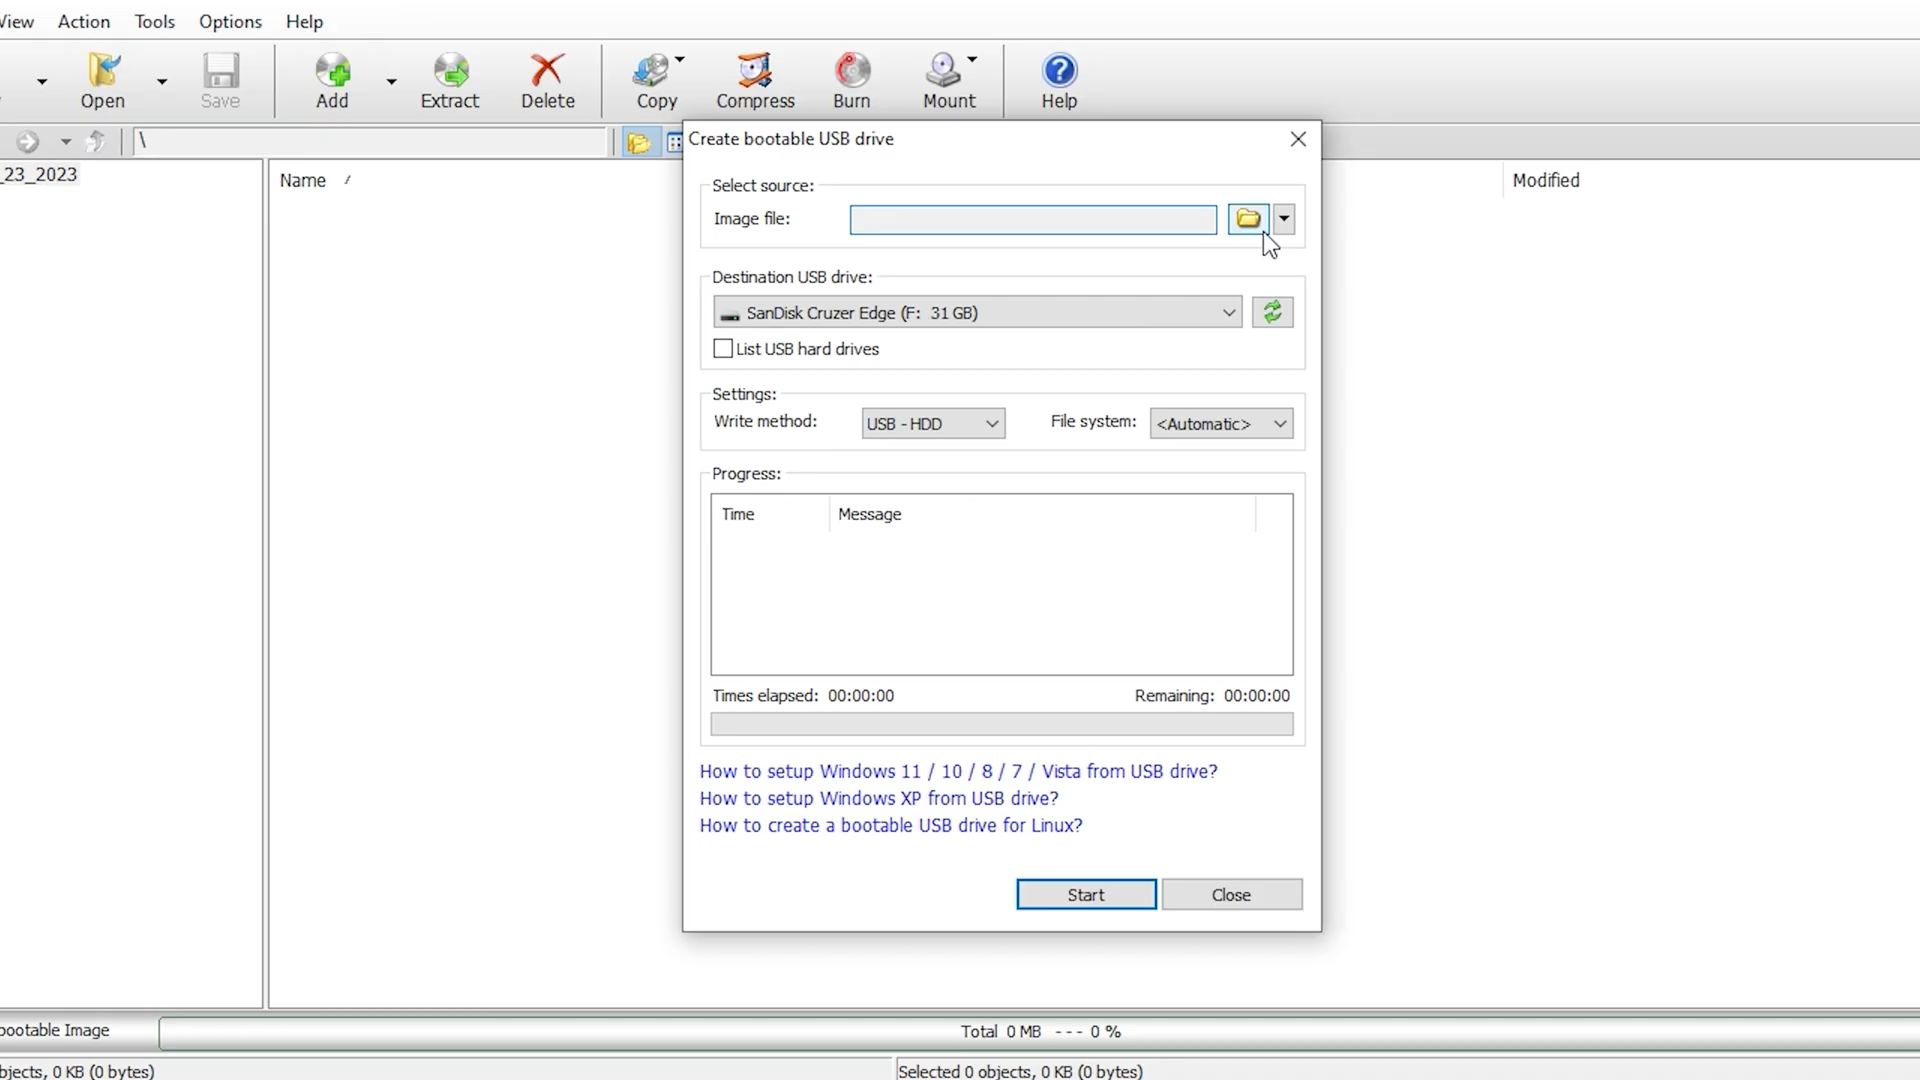 View Action Tools Options Help
Open Save Add Extract Delete Copy Compress Burn Mount Help
\
_23_2023
Name Modified
Create bootable USB drive
Select source:
Image file:
Destination USB drive:
SanDisk Cruzer Edge (F: 31 GB)
List USB hard drives
Settings:
Write method: USB - HDD File system: <Automatic>
Progress:
Time Message
Times elapsed: 00:00:00 Remaining: 00:00:00
How to setup Windows 11 / 10 / 8 / 7 / Vista from USB drive?
How to setup Windows XP from USB drive?
How to create a bootable USB drive for Linux?
Start Close
bootable Image Total 0 MB --- 0 %
bjects, 0 KB (0 bytes) Selected 0 objects, 0 KB (0 bytes)